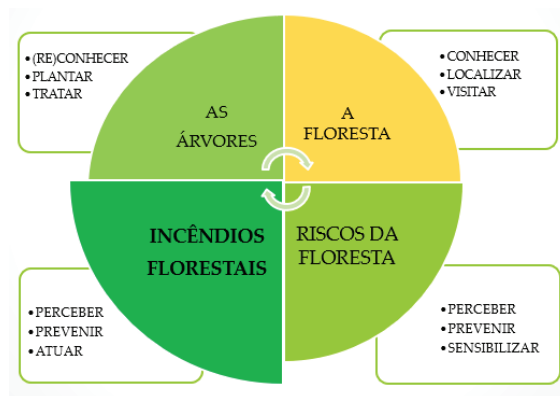 • (RE)CONHECER
• PLANTAR
• TRATAR
AS
ÁRVORES
A
FLORESTA
• CONHECER
• LOCALIZAR
• VISITAR
INCÊNDIOS
FLORESTAIS
RISCOS DA
FLORESTA
• PERCEBER
• PREVENIR
• ATUAR
• PERCEBER
• PREVENIR
• SENSIBILIZAR